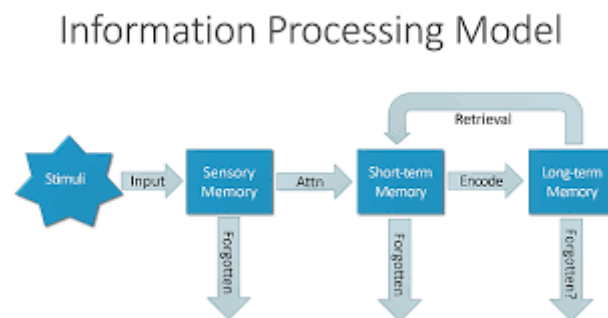 Information Processing Model
Retrieval
Stimuli
Input
Sensory
Memory
Attn
Short-term
Memory
Encode
Long-term
Memory
Forgotten
Forgotten
Forgotten?